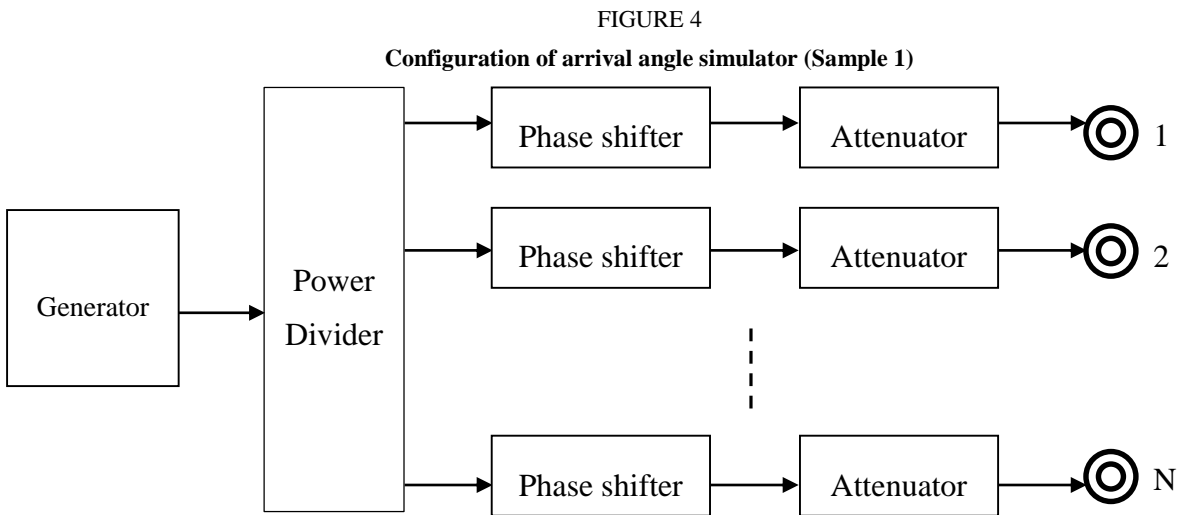 FIGURE 4
Configuration of arrival angle simulator (Sample 1)
Generator
Power
Divider
Phase shifter
Attenuator
1
Phase shifter
Attenuator
2
Phase shifter
Attenuator
N